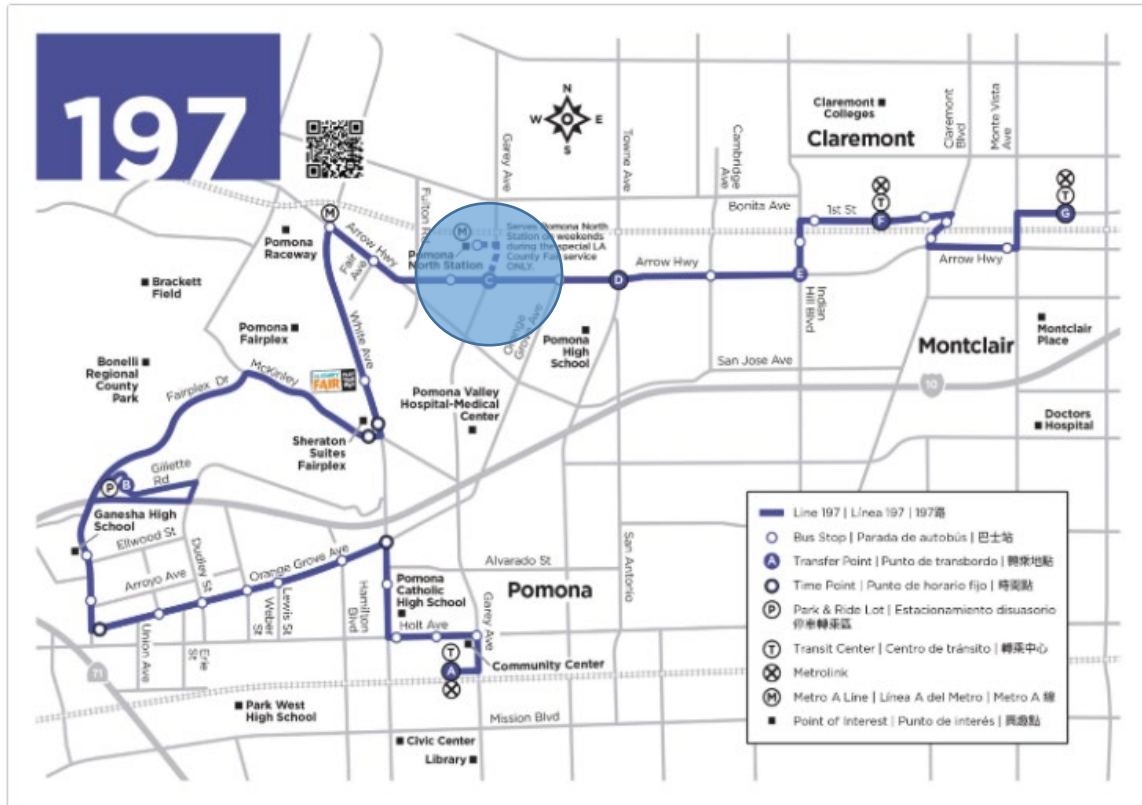 197
N
W E
S
Claremont
Colleges
Claremont
Claremont
Blvd
Monte Vista
Ave
Garey Ave
Towne Ave
Cambridge
Ave
Fulton Rd
Bonita Ave
1st St
M
T
F
T
G
Pomona
Raceway
Arrow Hwy
Fair Ave
M
Pomona
North Station
Serves Pomona North
Station on weekends
during the special LA
County Fair service
ONLY.
C
D
Arrow Hwy
E
Arrow Hwy
Indian
Hill Blvd
Brackett
Field
White Ave
Orange
Grove Ave
Pomona
High School
Montclair
Place
Montclair
San Jose Ave
10
Pomona
Fairplex
Bonelli
Regional
County
Park
Fairplex Dr
McKinley
FAIR
Pomona Valley
Hospital-Medical
Center
Sheraton
Suites
Fairplex
Doctors
Hospital
Gillette
Rd
P
B
Ganesha High
School
Ellwood St
Arroyo Ave
Dudley St
Orange Grove Ave
Alvarado St
San Antonio
Pomona
Pomona
Catholic
High School
Hamilton
Blvd
Lewis St
Weber
St
Union Ave
Erie
St
71
Holt Ave
Garey Ave
T
A
Community Center
Park West
High School
Mission Blvd
Civic Center
Library
Line 197 | Línea 197 | 197路
Bus Stop | Parada de autobús | 巴士站
A Transfer Point | Punto de transbordo | 轉乘地點
Time Point | Punto de horario fijo | 時間點
P Park & Ride Lot | Estacionamiento disuasorio
停車轉乘區
T Transit Center | Centro de tránsito | 轉乘中心
Metrolink
M Metro A Line | Línea A del Metro | Metro A 線
Point of Interest | Punto de interés | 興趣點